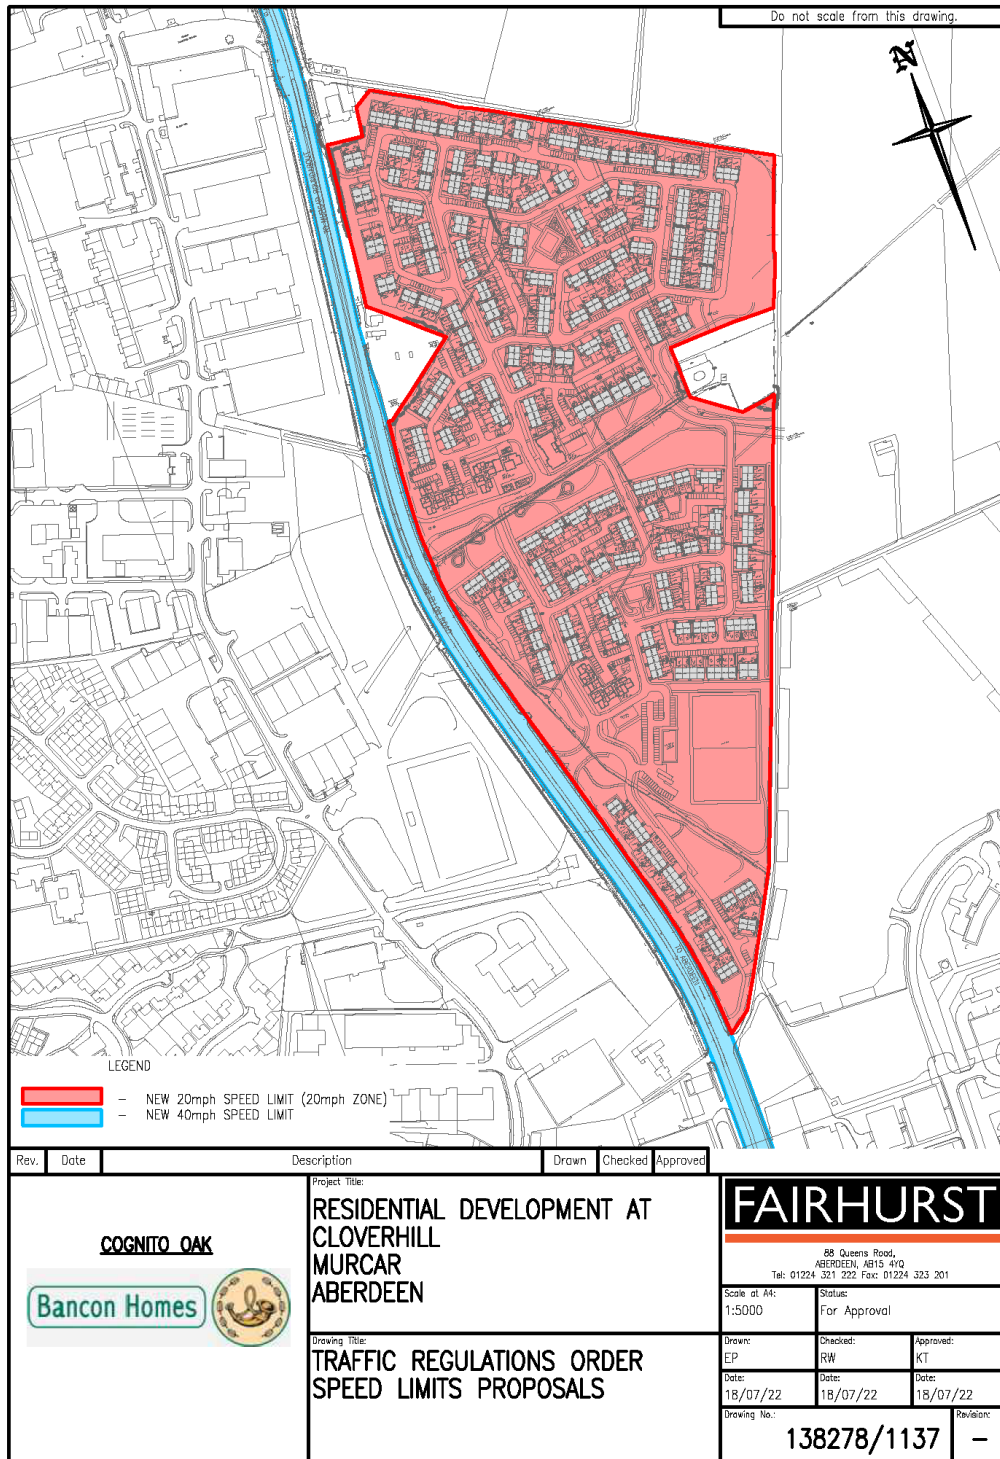 Do not scale from this drawing.
N
TO ABERDEEN
LEGEND
– NEW 20mph SPEED LIMIT (20mph ZONE)
– NEW 40mph SPEED LIMIT
Rev. Date Description Drawn Checked Approved
COGNITO OAK
Bancon Homes
Project Title:
RESIDENTIAL DEVELOPMENT AT
CLOVERHILL
MURCAR
ABERDEEN
Drawing Title:
TRAFFIC REGULATIONS ORDER
SPEED LIMITS PROPOSALS
FAIRHURST
88 Queens Road,
ABERDEEN, AB15 4YQ
Tel: 01224 321 222 Fax: 01224 323 201
Scale at A4: Status:
1:5000 For Approval
Drawn: Checked: Approved:
EP RW KT
Date: Date: Date:
18/07/22 18/07/22 18/07/22
Drawing No.: Revision:
138278/1137 –